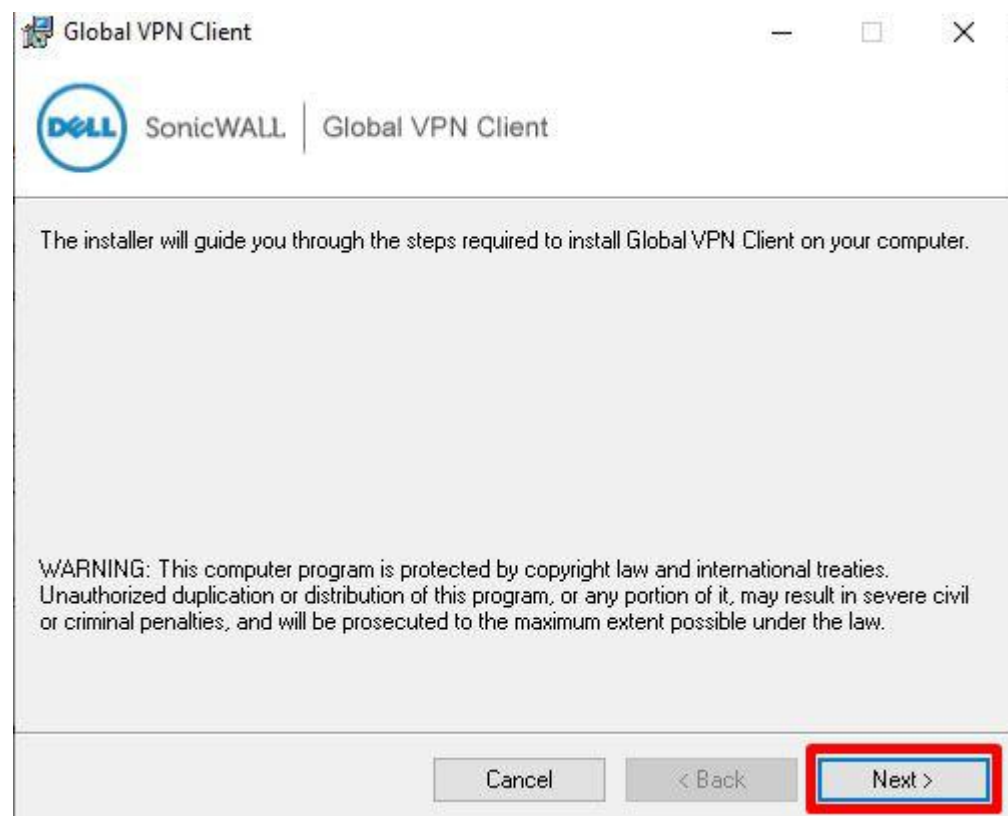 Global VPN Client
DELL SonicWALL Global VPN Client
The installer will guide you through the steps required to install Global VPN Client on your computer.
WARNING: This computer program is protected by copyright law and international treaties.
Unauthorized duplication or distribution of this program, or any portion of it, may result in severe civil
or criminal penalties, and will be prosecuted to the maximum extent possible under the law.
Cancel < Back Next >